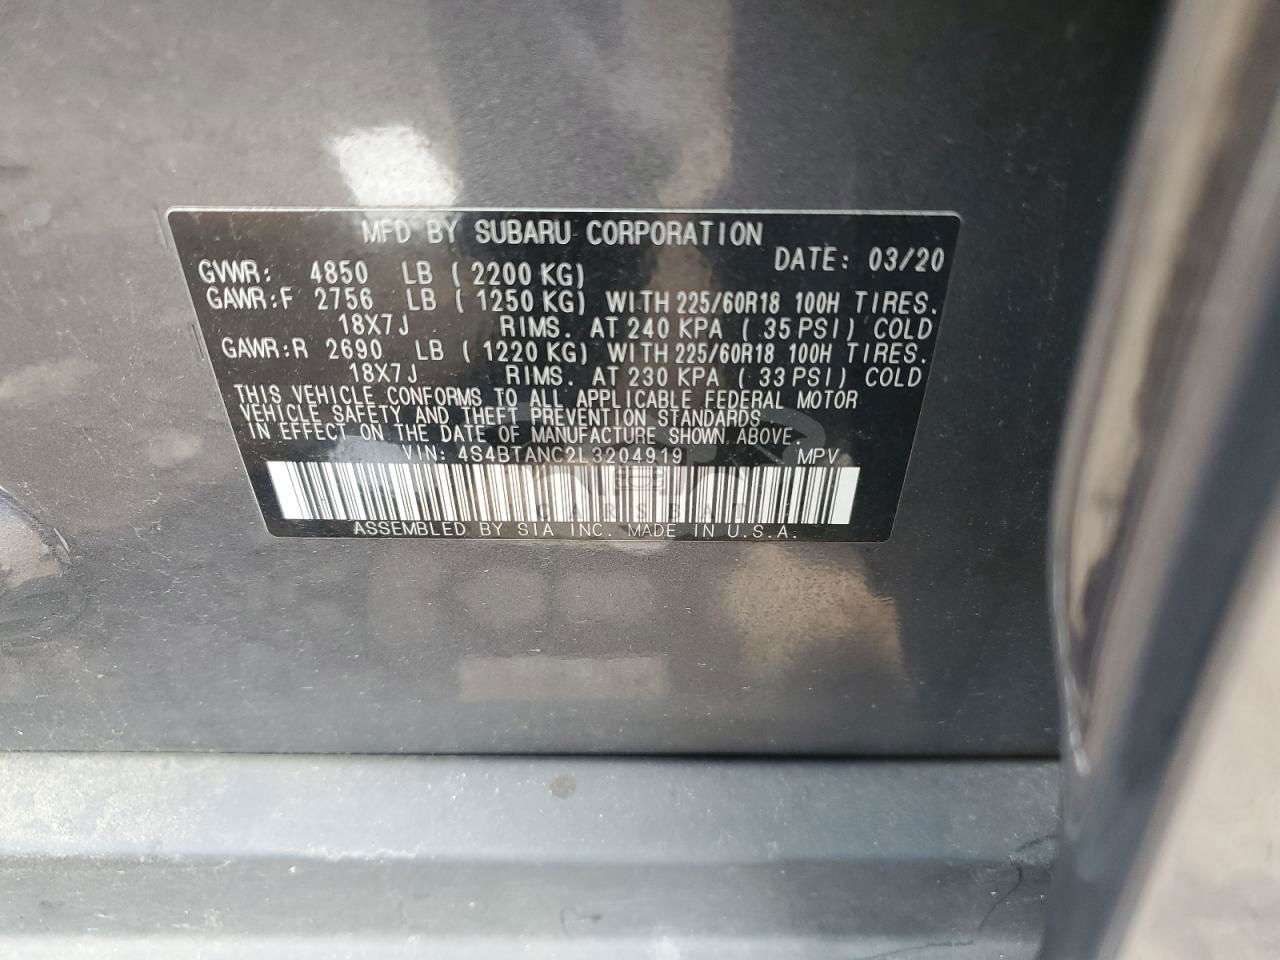 MFD BY SUBARU CORPORATION
DATE: 03/20
GVWR: 4850 LB (2200 KG)
GAWR:F 2756 LB (1250 KG) WITH 225/60R18 100H TIRES.
18X7J RIMS. AT 240 KPA (35 PSI) COLD
GAWR:R 2690 LB (1220 KG) WITH 225/60R18 100H TIRES.
18X7J RIMS. AT 230 KPA (33 PSI) COLD
THIS VEHICLE CONFORMS TO ALL APPLICABLE FEDERAL MOTOR
VEHICLE SAFETY AND THEFT PREVENTION STANDARDS
IN EFFECT ON THE DATE OF MANUFACTURE SHOWN ABOVE.
VIN: 4S4BTANC2L3204919 MPV
ASSEMBLED BY SIA INC. MADE IN U.S.A.